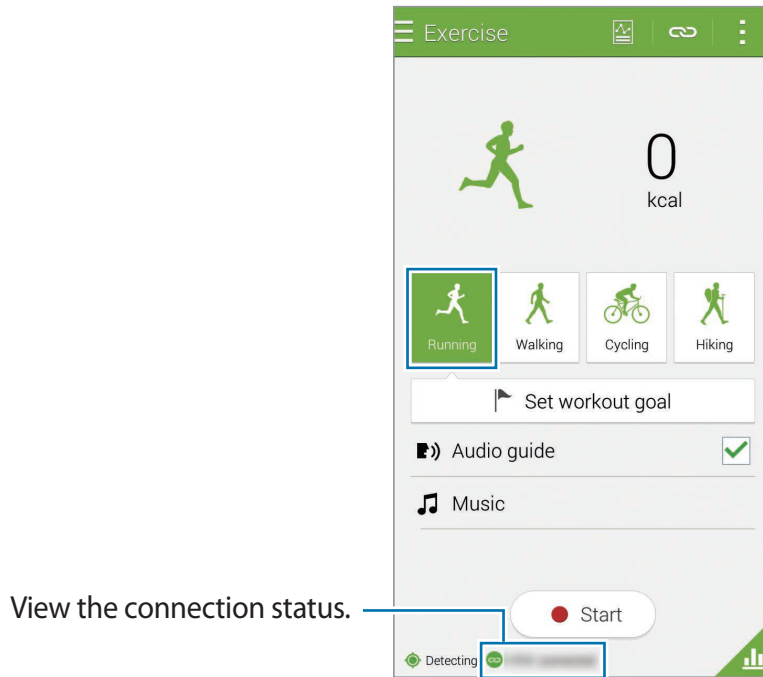 Exercise
0
kcal
Running
Walking
Cycling
Hiking
Set workout goal
Audio guide
Music
View the connection status.
Start
Detecting